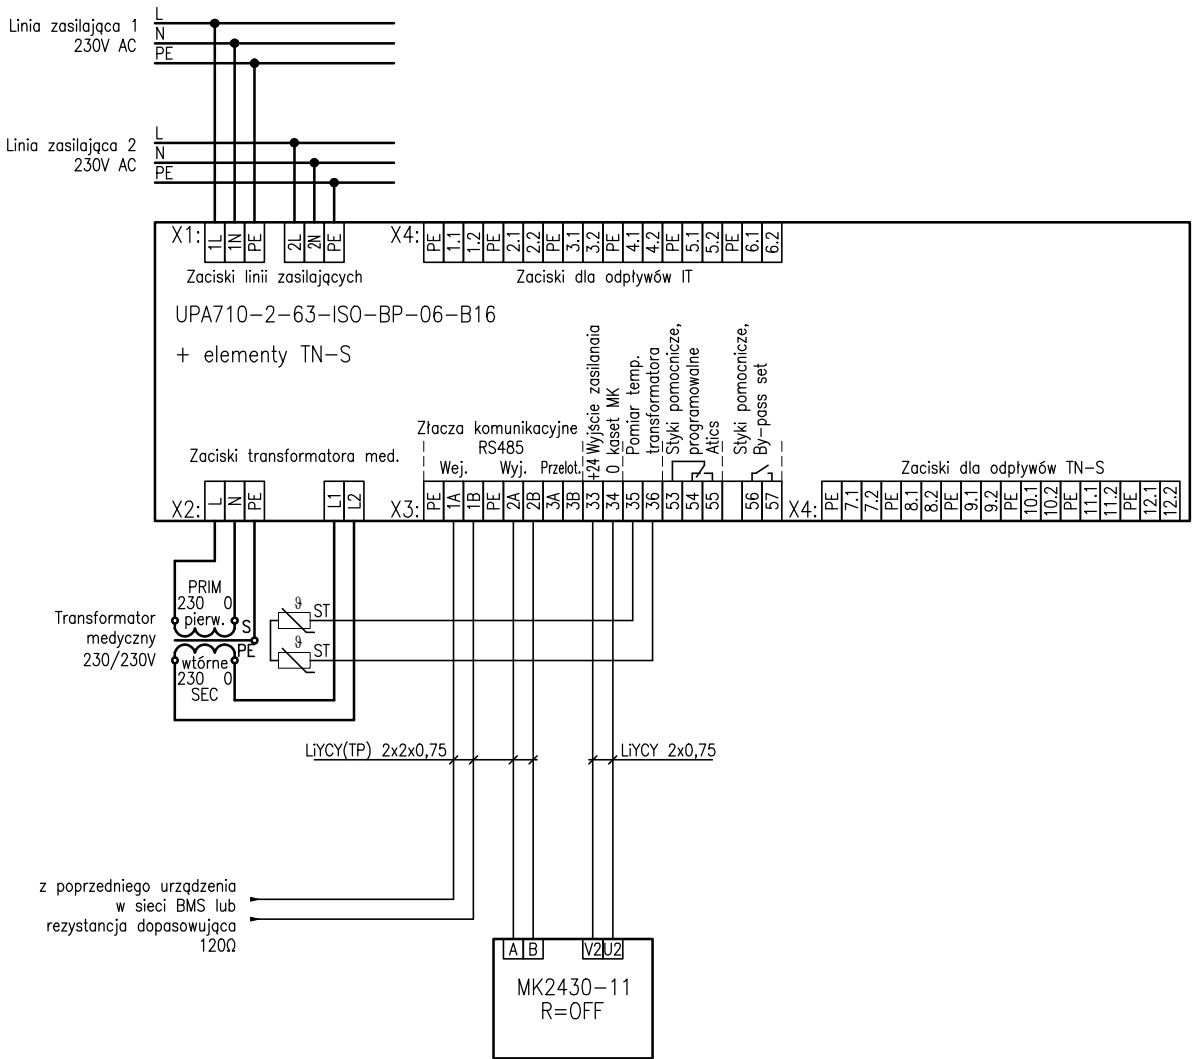 Linia zasilająca 1
230V AC
L
N
PE
Linia zasilająca 2
230V AC
L
N
PE
X1: 1L 1N PE 2L 2N PE
X4: PE 1.1 1.2 PE 2.1 2.2 PE 3.1 3.2 PE 4.1 4.2 PE 5.1 5.2 PE 6.1 6.2
Zaciski linii zasilających
Zaciski dla odpływów IT
UPA710-2-63-ISO-BP-06-B16
+ elementy TN-S
Złacza komunikacyjne
RS485
Wej. Wyj. Przelot.
+24 Wyjście zasilanaia
0 kaset MK
Pomiar temp.
transformatora
Styki pomocnicze,
programowalne
Atics
Styki pomocnicze,
By-pass set
Zaciski transformatora med.
Zaciski dla odpływów TN-S
X2: L N PE L1 L2
X3: PE 1A 1B PE 2A 2B 3A 3B 33 34 35 36 53 54 55 56 57
X4: PE 7.1 7.2 PE 8.1 8.2 PE 9.1 9.2 PE 10.1 10.2 PE 11.1 11.2 PE 12.1 12.2
Transformator
medyczny
230/230V
PRIM
230 0
pierw.
S
PE
wtórne
230 0
SEC
ϑ ST
ϑ ST
LiYCY(TP) 2x2x0,75
LiYCY 2x0,75
z poprzedniego urządzenia
w sieci BMS lub
rezystancja dopasowująca
120Ω
A B V2 U2
MK2430-11
R=OFF